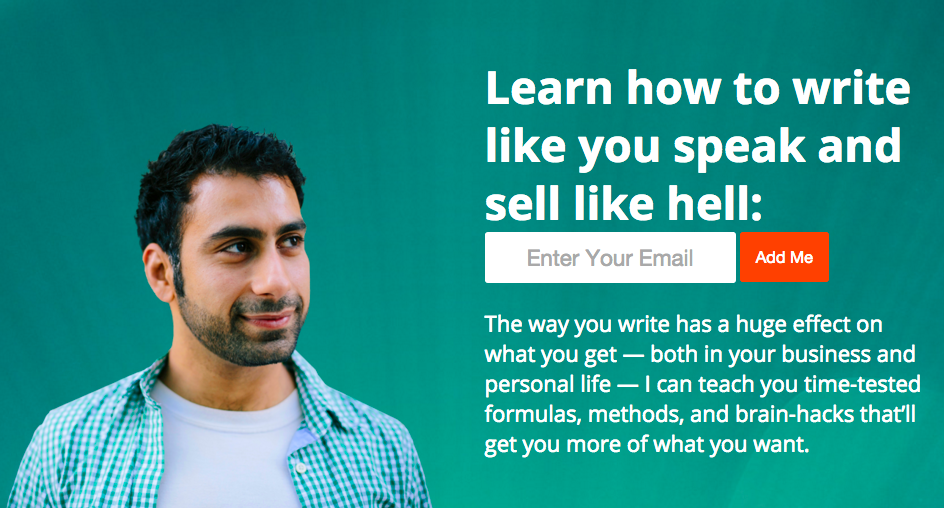 Learn how to write
like you speak and
sell like hell:
Enter Your Email
Add Me
The way you write has a huge effect on
what you get — both in your business and
personal life — I can teach you time-tested
formulas, methods, and brain-hacks that’ll
get you more of what you want.